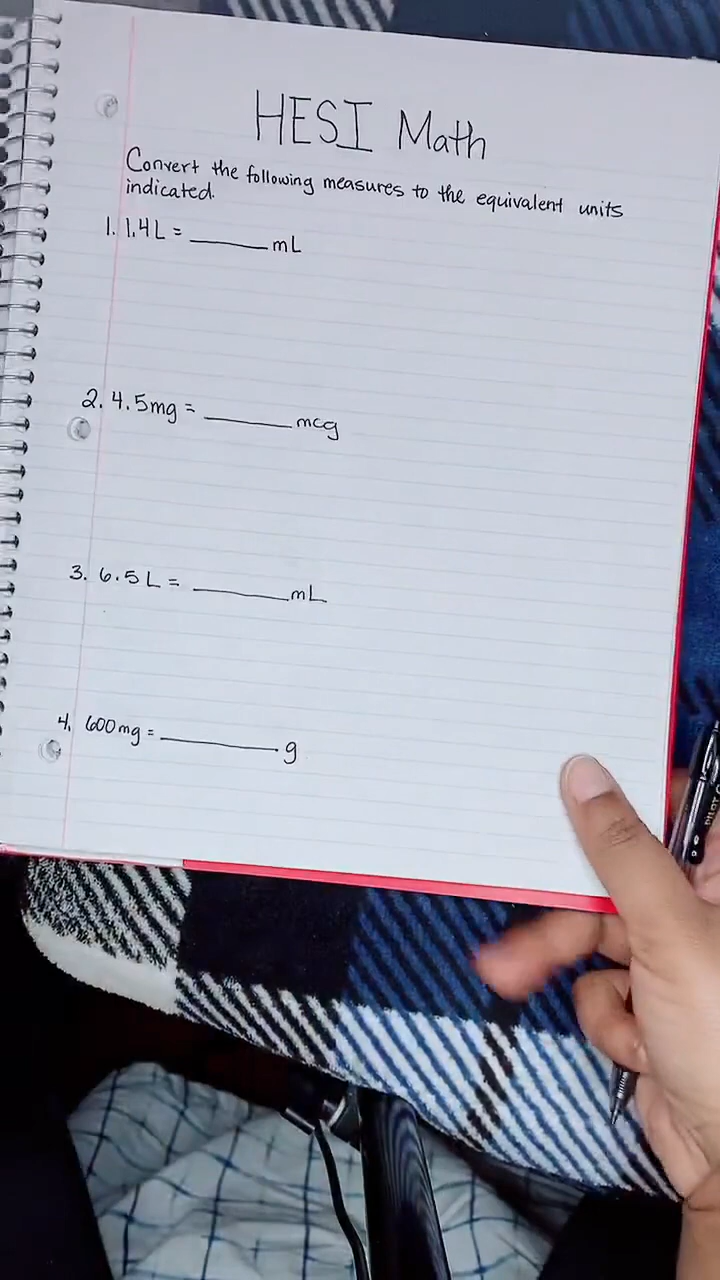 HESI Math
Convert the following measures to the equivalent units
indicated.
1. 1.4L = ______ mL
2. 4.5mg = ______ mcg
3. 6.5L = ______ mL
4. 600mg = ______ g
PILOT